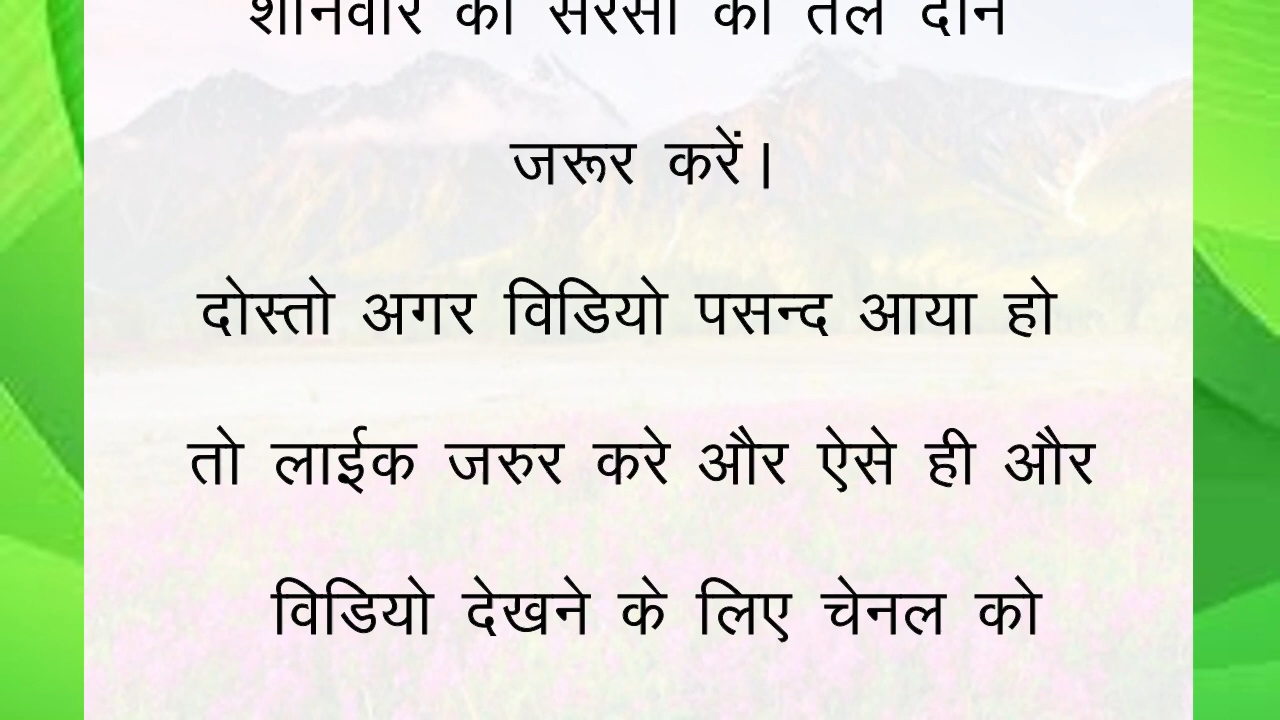 शनिवार को सरसों का तेल दान
जरूर करें।
दोस्तो अगर विडियो पसन्द आया हो
तो लाईक जरुर करे और ऐसे ही और
विडियो देखने के लिए चेनल को